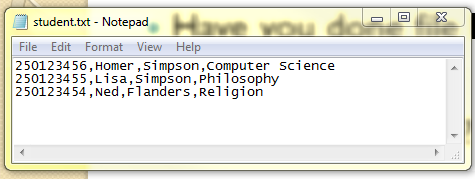 student.txt - Notepad
Have you done file
File Edit Format View Help
250123456,Homer,Simpson,Computer Science
250123455,Lisa,Simpson,Philosophy
250123454,Ned,Flanders,Religion